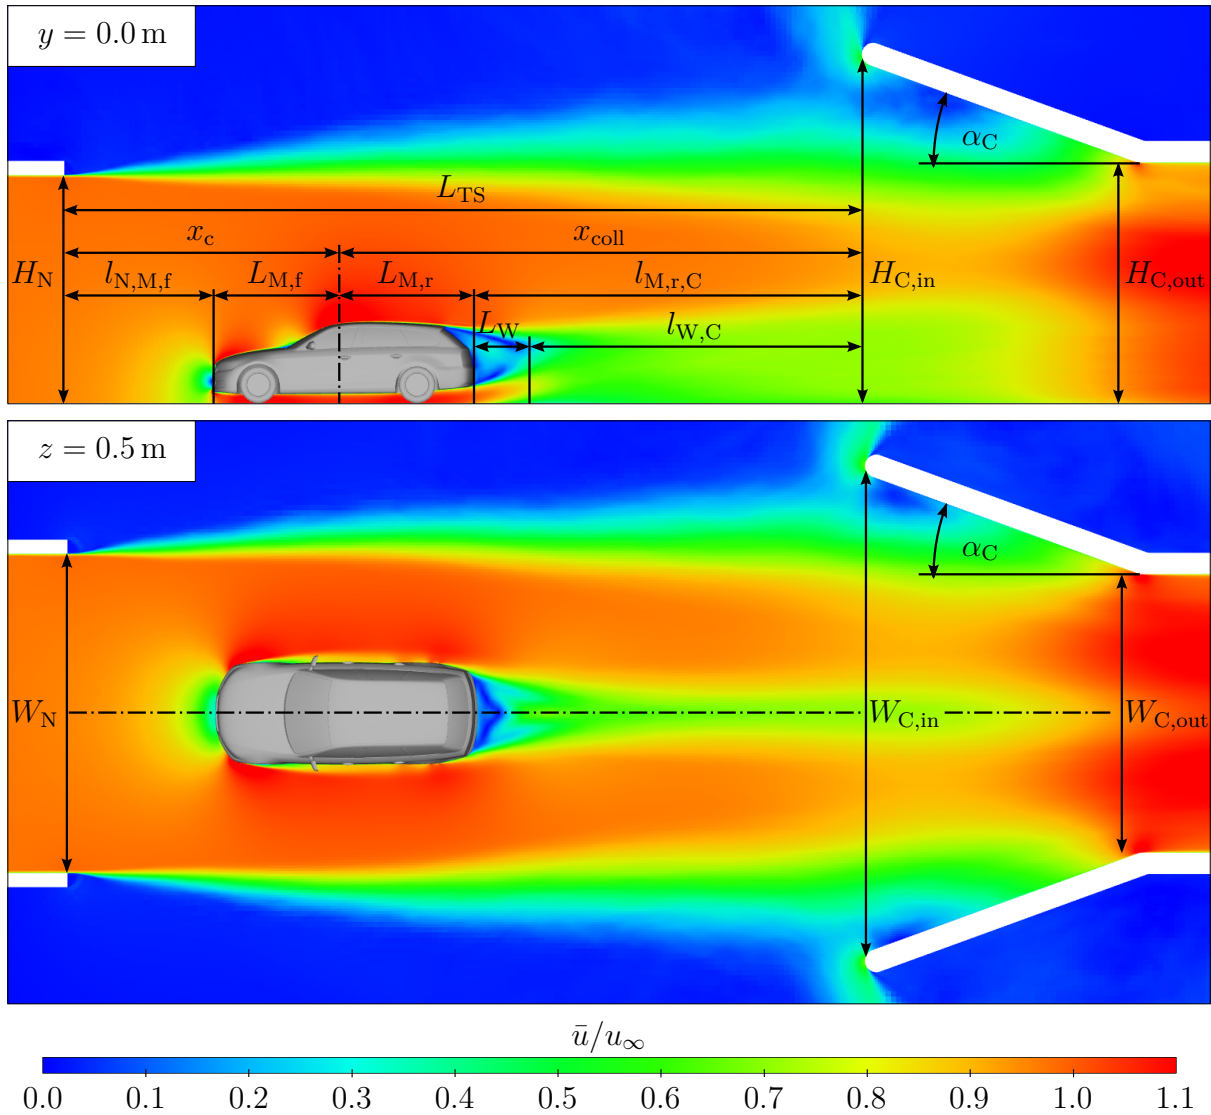 y = 0.0 m
α_C
L_TS
x_c x_coll
H_N l_N,M,f L_M,f L_M,r l_M,r,C H_C,in H_C,out
L_W l_W,C
z = 0.5 m
α_C
W_N W_C,in W_C,out
ū/u_∞
0.0 0.1 0.2 0.3 0.4 0.5 0.6 0.7 0.8 0.9 1.0 1.1